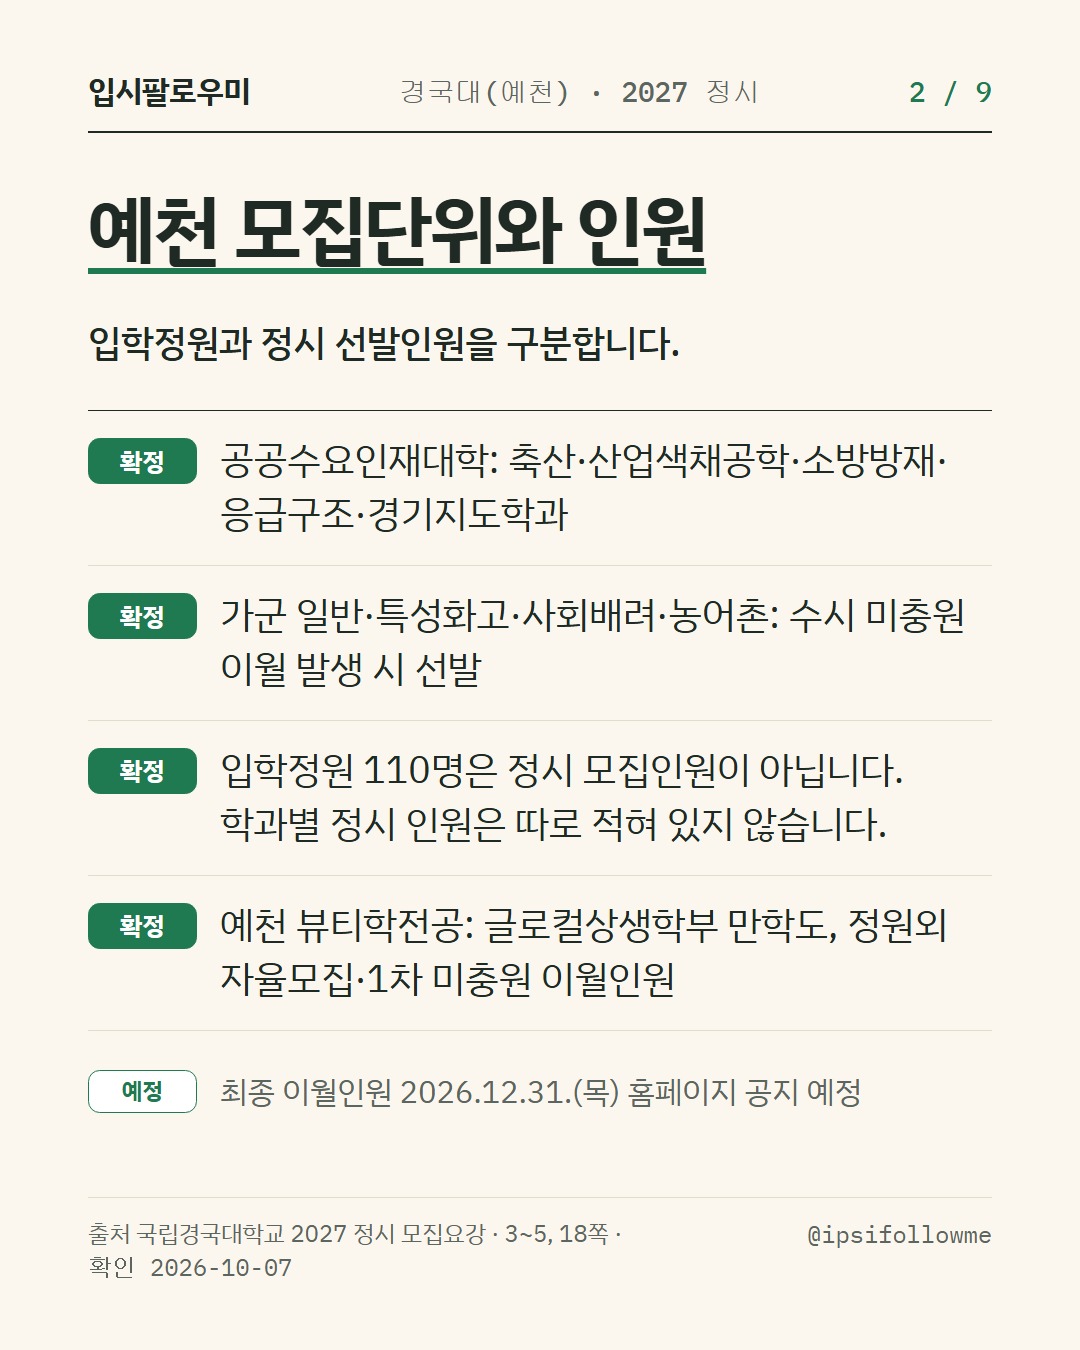 입시팔로우미
경국대(예천) · 2027 정시
2 / 9
예천 모집단위와 인원
입학정원과 정시 선발인원을 구분합니다.
확정
공공수요인재대학: 축산·산업색채공학·소방방재·
응급구조·경기지도학과
확정
가군 일반·특성화고·사회배려·농어촌: 수시 미충원
이월 발생 시 선발
확정
입학정원 110명은 정시 모집인원이 아닙니다.
학과별 정시 인원은 따로 적혀 있지 않습니다.
확정
예천 뷰티학전공: 글로컬상생학부 만학도, 정원외
자율모집·1차 미충원 이월인원
예정
최종 이월인원 2026.12.31.(목) 홈페이지 공지 예정
출처 국립경국대학교 2027 정시 모집요강 · 3~5, 18쪽 ·
확인 2026-10-07
@ipsifollowme